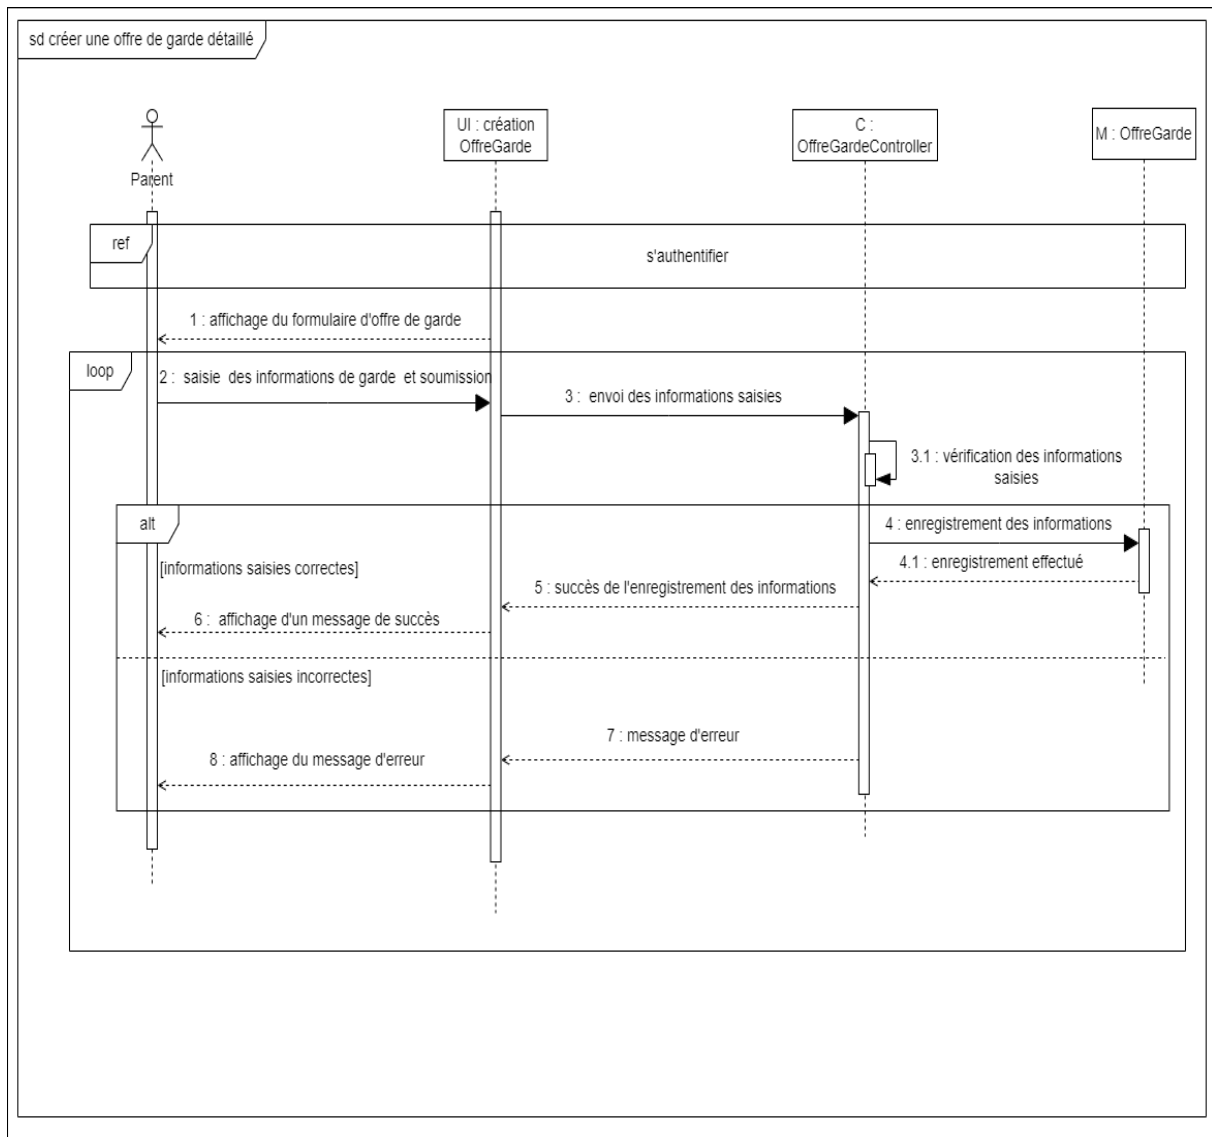 sd créer une offre de garde détaillé
UI : création
OffreGarde
C :
OffreGardeController
M : OffreGarde
Parent
ref
s'authentifier
1 : affichage du formulaire d'offre de garde
loop
2 : saisie des informations de garde et soumission
3 : envoi des informations saisies
3.1 : vérification des informations
saisies
alt
4 : enregistrement des informations
4.1 : enregistrement effectué
[informations saisies correctes]
5 : succès de l'enregistrement des informations
6 : affichage d'un message de succès
[informations saisies incorrectes]
7 : message d'erreur
8 : affichage du message d'erreur